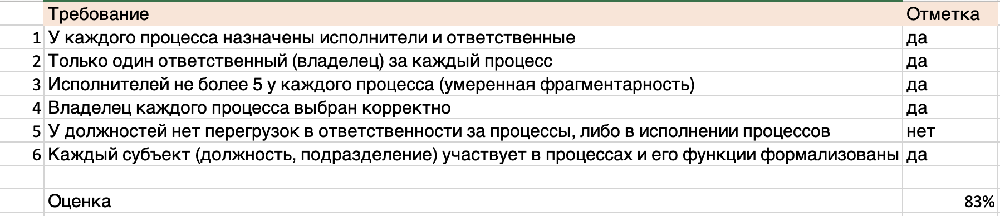 Требование Отметка
1 У каждого процесса назначены исполнители и ответственные да
2 Только один ответственный (владелец) за каждый процесс да
3 Исполнителей не более 5 у каждого процесса (умеренная фрагментарность) да
4 Владелец каждого процесса выбран корректно да
5 У должностей нет перегрузок в ответственности за процессы, либо в исполнении процессов нет
6 Каждый субъект (должность, подразделение) участвует в процессах и его функции формализованы да
Оценка 83%